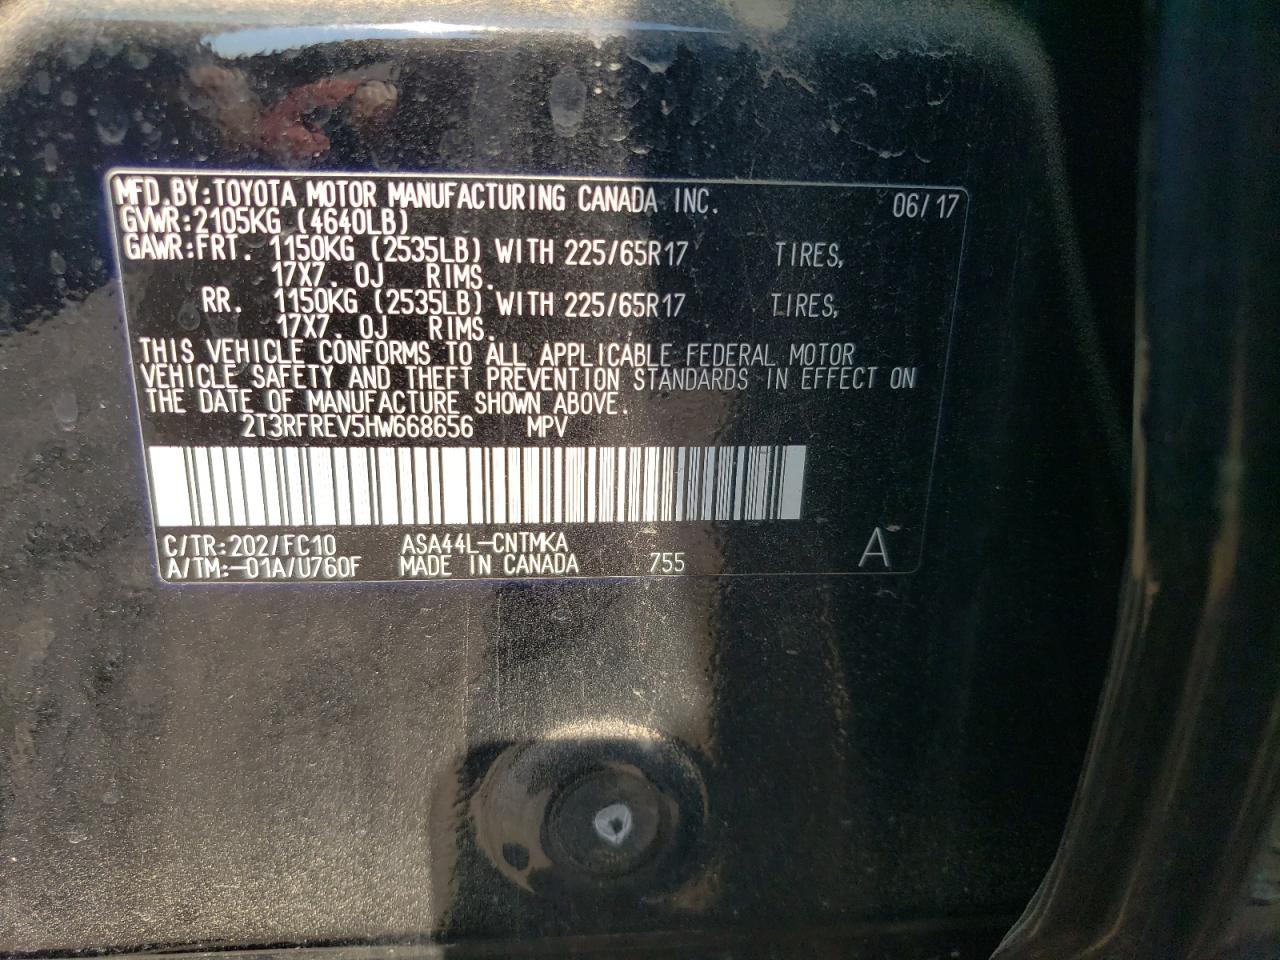 MFD.BY:TOYOTA MOTOR MANUFACTURING CANADA INC. 06/17
GVWR:2105KG (4640LB)
GAWR:FRT. 1150KG (2535LB) WITH 225/65R17 TIRES,
17X7.0J RIMS.
RR. 1150KG (2535LB) WITH 225/65R17 TIRES,
17X7.0J RIMS.
THIS VEHICLE CONFORMS TO ALL APPLICABLE FEDERAL MOTOR
VEHICLE SAFETY AND THEFT PREVENTION STANDARDS IN EFFECT ON
THE DATE OF MANUFACTURE SHOWN ABOVE.
2T3RFREV5HW668656 MPV
C/TR:202/FC10 ASA44L-CNTMKA
A/TM:-01A/U760F MADE IN CANADA 755 A